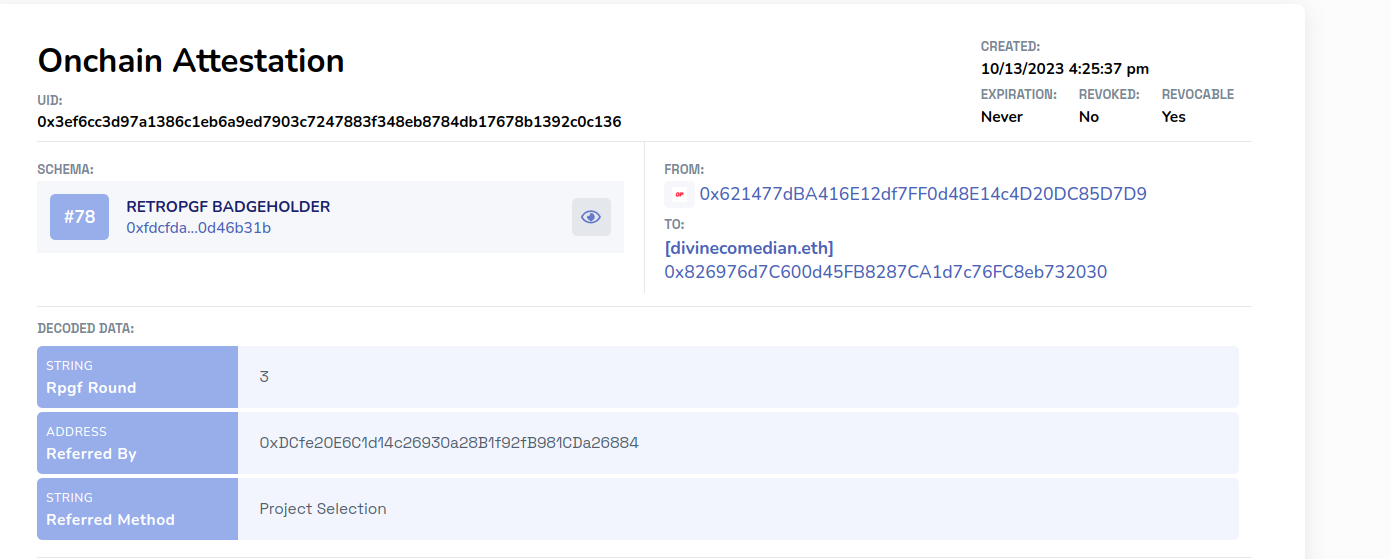 Onchain Attestation
UID:
0x3ef6cc3d97a1386c1eb6a9ed7903c7247883f348eb8784db17678b1392c0c136
CREATED:
10/13/2023 4:25:37 pm
EXPIRATION: REVOKED: REVOCABLE
Never No Yes
SCHEMA:
#78
RETROPGF BADGEHOLDER
0xfdcfda...0d46b31b
FROM:
OP 0x621477dBA416E12df7FF0d48E14c4D20DC85D7D9
TO:
[divinecomedian.eth]
0x826976d7C600d45FB8287CA1d7c76FC8eb732030
DECODED DATA:
STRING
Rpgf Round
3
ADDRESS
Referred By
0xDCfe20E6C1d14c26930a28B1f92fB981CDa26884
STRING
Referred Method
Project Selection